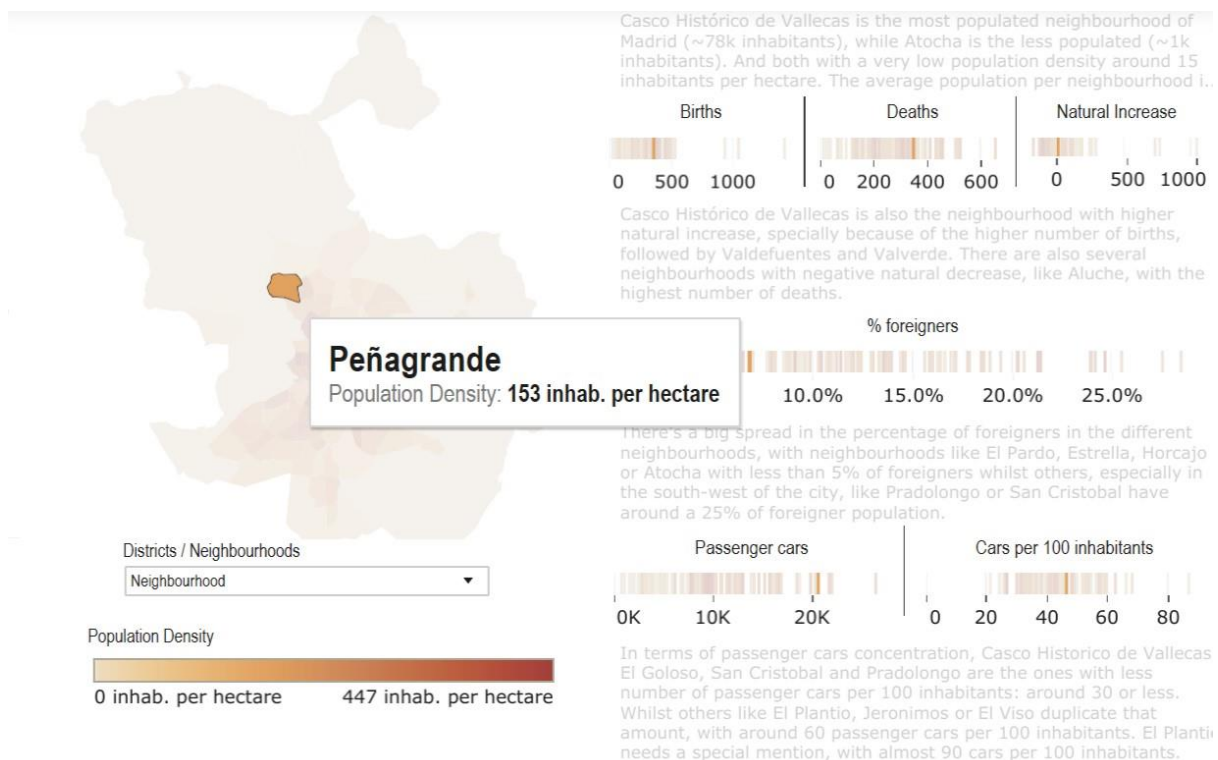 Casco Histórico de Vallecas is the most populated neighbourhood of
Madrid (~78k inhabitants), while Atocha is the less populated (~1k
inhabitants). And both with a very low population density around 15
inhabitants per hectare. The average population per neighbourhood i..
Births
Deaths
Natural Increase
0 500 1000
0 200 400 600
0 500 1000
Casco Histórico de Vallecas is also the neighbourhood with higher
natural increase, specially because of the higher number of births,
followed by Valdefuentes and Valverde. There are also several
neighbourhoods with negative natural decrease, like Aluche, with the
highest number of deaths.
% foreigners
Peñagrande
Population Density: 153 inhab. per hectare
10.0% 15.0% 20.0% 25.0%
There's a big spread in the percentage of foreigners in the different
neighbourhoods, with neighbourhoods like El Pardo, Estrella, Horcajo
or Atocha with less than 5% of foreigners whilst others, especially in
the south-west of the city, like Pradolongo or San Cristobal have
around a 25% of foreigner population.
Districts / Neighbourhoods
Neighbourhood
Population Density
0 inhab. per hectare 447 inhab. per hectare
Passenger cars
Cars per 100 inhabitants
0K 10K 20K
0 20 40 60 80
In terms of passenger cars concentration, Casco Historico de Vallecas
El Goloso, San Cristobal and Pradolongo are the ones with less
number of passenger cars per 100 inhabitants: around 30 or less.
Whilst others like El Plantio, Jeronimos or El Viso duplicate that
amount, with around 60 passenger cars per 100 inhabitants. El Planti
needs a special mention, with almost 90 cars per 100 inhabitants.